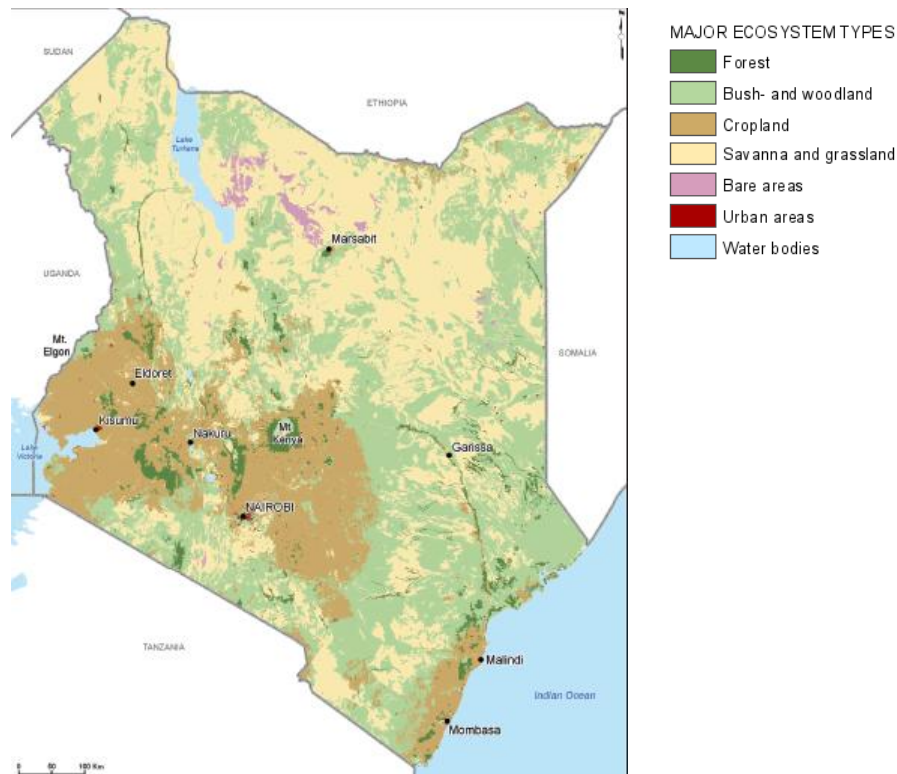 MAJOR ECOSYSTEM TYPES
Forest
Bush- and woodland
Cropland
Savanna and grassland
Bare areas
Urban areas
Water bodies
SUDAN
ETHIOPIA
Lake
Turkana
Marsabit
UGANDA
Mt.
Elgon
SOMALIA
Eldoret
Kisumu
Nakuru
Mt
Kenya
Garissa
Lake
Victoria
NAIROBI
TANZANIA
Malindi
Indian Ocean
Mombasa
0 50 100 Km